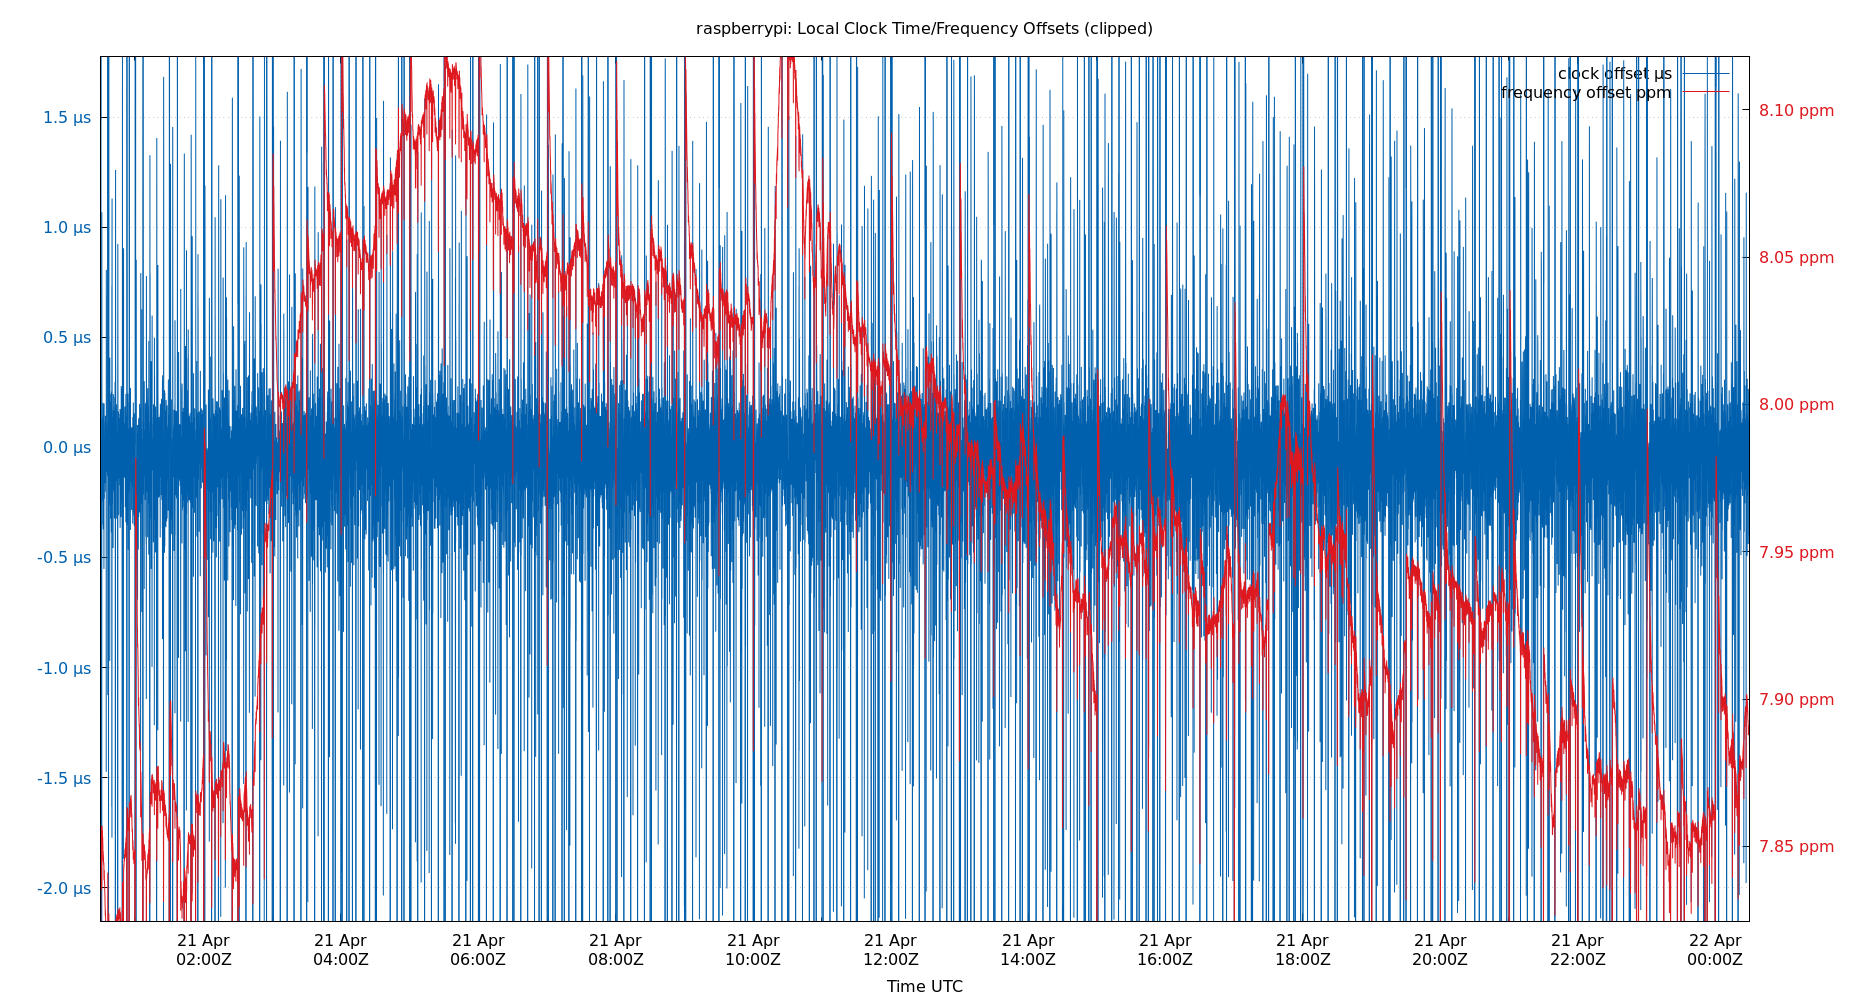 raspberrypi: Local Clock Time/Frequency Offsets (clipped)
clock offset µs
frequency offset ppm
1.5 µs
1.0 µs
0.5 µs
0.0 µs
-0.5 µs
-1.0 µs
-1.5 µs
-2.0 µs
8.10 ppm
8.05 ppm
8.00 ppm
7.95 ppm
7.90 ppm
7.85 ppm
21 Apr 21 Apr 21 Apr 21 Apr 21 Apr 21 Apr 21 Apr 21 Apr 21 Apr 21 Apr 21 Apr 22 Apr
02:00Z 04:00Z 06:00Z 08:00Z 10:00Z 12:00Z 14:00Z 16:00Z 18:00Z 20:00Z 22:00Z 00:00Z
Time UTC